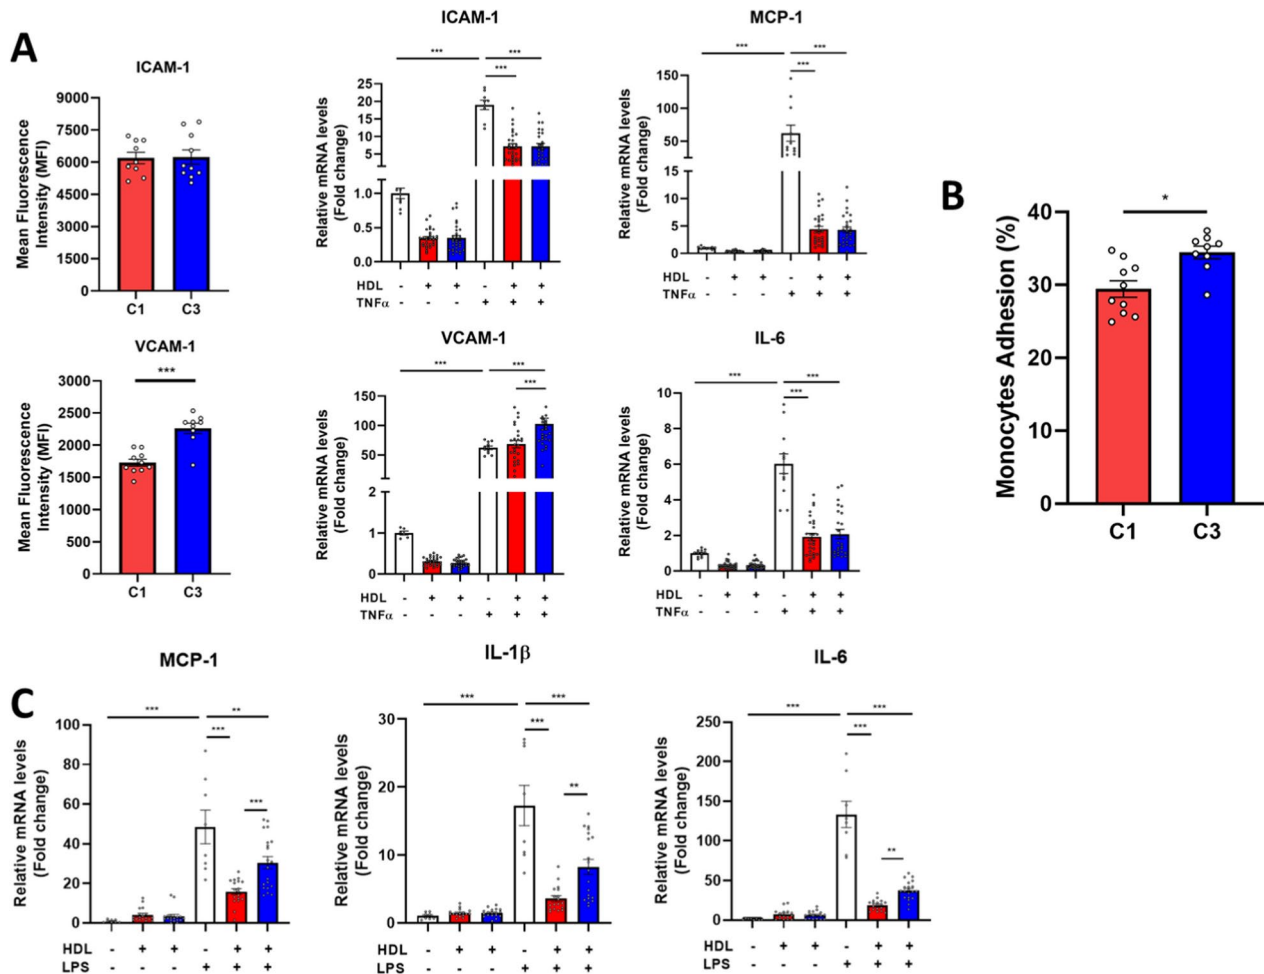 A
ICAM-1
Mean Fluorescence
Intensity (MFI)
9000
7500
6000
4500
3000
1500
0
C1 C3
ICAM-1
Relative mRNA levels
(Fold change)
*** ***
***
25
20
15
10
5
1.0
0.5
0.0
HDL - + + - + +
TNFα - - - + + +
MCP-1
Relative mRNA levels
(Fold change)
*** ***
***
150
100
50
15
10
5
0
HDL - + + - + +
TNFα - - - + + +
VCAM-1
Mean Fluorescence
Intensity (MFI)
***
3000
2500
2000
1500
1000
500
0
C1 C3
VCAM-1
Relative mRNA levels
(Fold change)
*** ***
***
150
100
50
2
1
0
HDL - + + - + +
TNFα - - - + + +
IL-6
Relative mRNA levels
(Fold change)
*** ***
***
10
8
6
4
2
0
HDL - + + - + +
TNFα - - - + + +
B
Monocytes Adhesion (%)
*
40
30
20
10
0
C1 C3
C
MCP-1
Relative mRNA levels
(Fold change)
*** **
***
***
100
80
60
40
20
0
HDL - + + - + +
LPS - - - + + +
IL-1β
Relative mRNA levels
(Fold change)
*** ***
***
**
30
20
10
0
HDL - + + - + +
LPS - - - + + +
IL-6
Relative mRNA levels
(Fold change)
*** ***
***
**
250
200
150
100
50
0
HDL - + + - + +
LPS - - - + + +